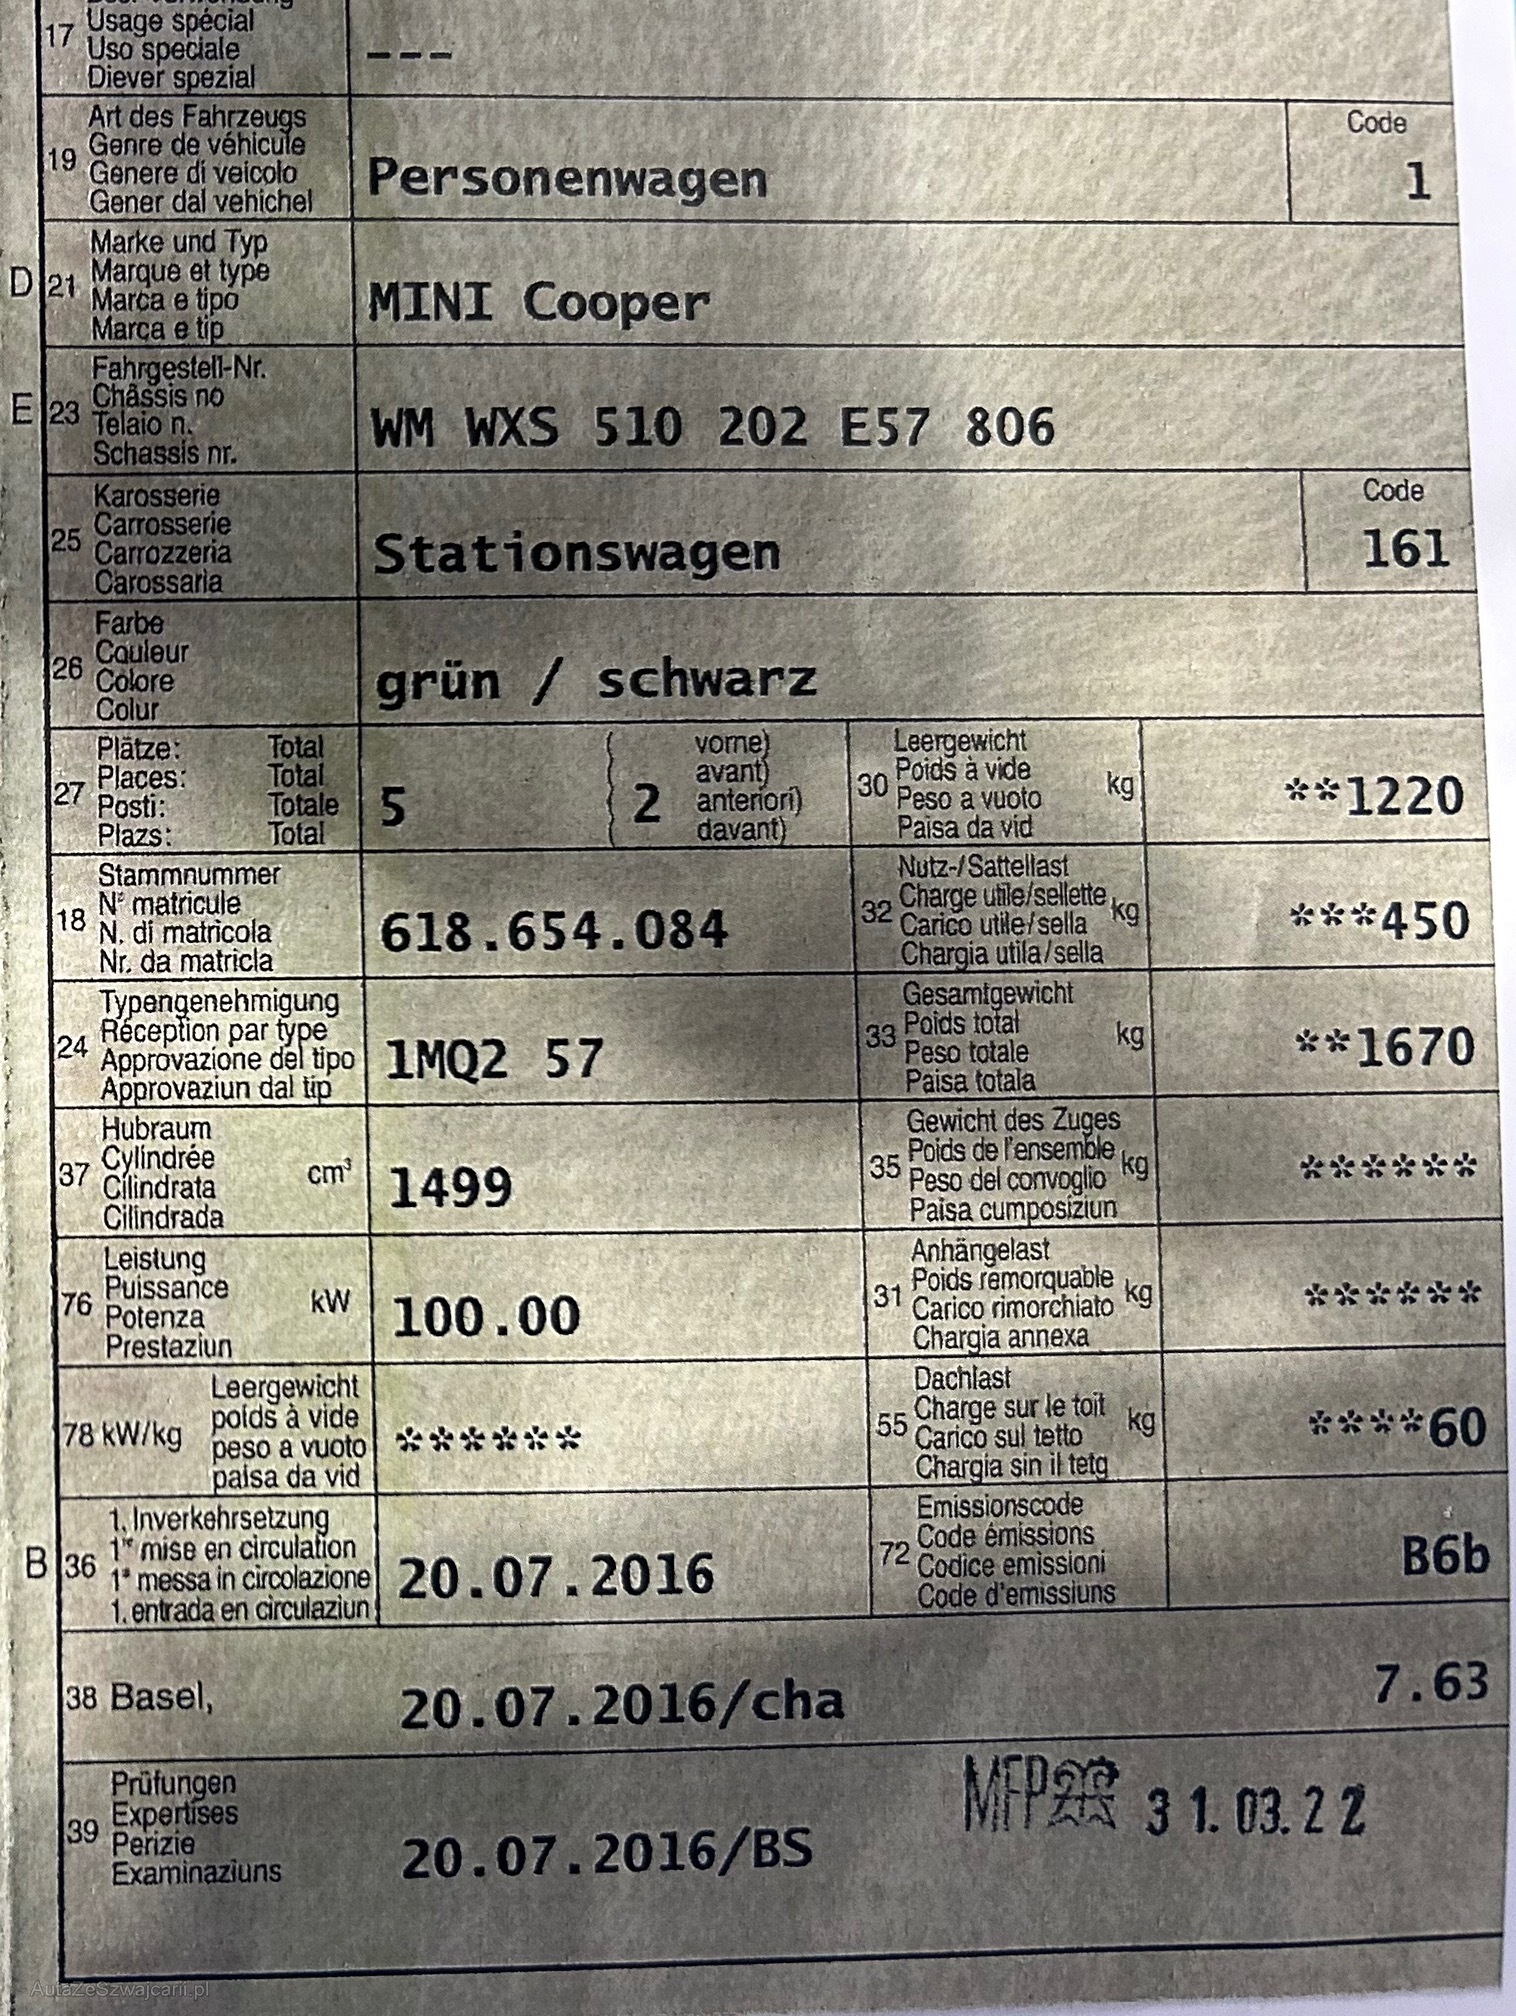 17 Usage spécial
Uso speciale
Diever spezial
---
19 Art des Fahrzeugs
Genre de véhicule
Genere di veicolo
Gener dal vehichel
Personenwagen
Code
1
D 21 Marke und Typ
Marque et type
Marca e tipo
Marca e tip
MINI Cooper
E 23 Fahrgestell-Nr.
Châssis no
Telaio n.
Schassis nr.
WM WXS 510 202 E57 806
25 Karosserie
Carrosserie
Carrozzeria
Carossaria
Stationswagen
Code
161
26 Farbe
Couleur
Colore
Colur
grün / schwarz
27 Plätze: Total
Places: Total
Posti: Totale
Plazs: Total
5
2
vorne)
avant)
anteriori)
davant)
30 Leergewicht
Poids à vide kg
Peso a vuoto
Paisa da vid
**1220
18 Stammnummer
N° matricule
N. di matricola
Nr. da matricla
618.654.084
32 Nutz-/Sattellast
Charge utile/sellette kg
Carico utile/sella
Chargia utila/sella
***450
24 Typengenehmigung
Réception par type
Approvazione del tipo
Approvaziun dal tip
1MQ2 57
33 Gesamtgewicht
Poids total kg
Peso totale
Paisa totala
**1670
37 Hubraum
Cylindrée cm³
Cilindrata
Cilindrada
1499
35 Gewicht des Zuges
Poids de l'ensemble kg
Peso del convoglio
Paisa cumposiziun
******
76 Leistung
Puissance kW
Potenza
Prestaziun
100.00
31 Anhängelast
Poids remorquable kg
Carico rimorchiato
Chargia annexa
******
78 kW/kg
Leergewicht
poids à vide
peso a vuoto
paisa da vid
******
55 Dachlast
Charge sur le toit kg
Carico sul tetto
Chargia sin il tetg
****60
B 36 1. Inverkehrsetzung
1re mise en circulation
1a messa in circolazione
1. entrada en circulaziun
20.07.2016
72 Emissionscode
Code émissions
Codice emissioni
Code d'emissiuns
B6b
38 Basel, 20.07.2016/cha 7.63
39 Prüfungen
Expertises
Perizie
Examinaziuns
20.07.2016/BS
MFP 31.03.22
AutaZeSzwajcarii.pl